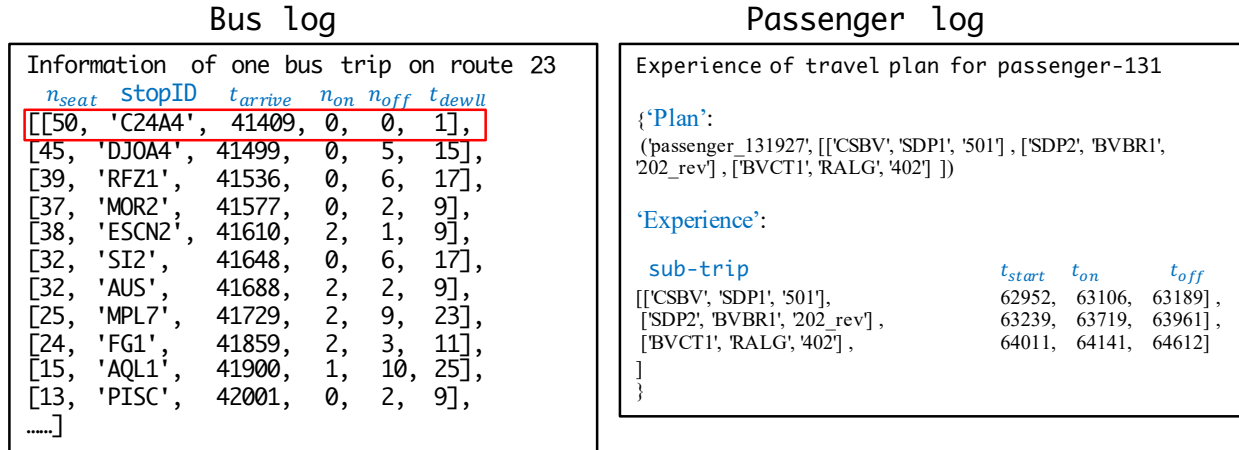 Bus log
Information of one bus trip on route 23
n_seat stopID t_arrive n_on n_off t_dewll
[[50, 'C24A4', 41409, 0, 0, 1],
[45, 'DJOA4', 41499, 0, 5, 15],
[39, 'RFZ1', 41536, 0, 6, 17],
[37, 'MOR2', 41577, 0, 2, 9],
[38, 'ESCN2', 41610, 2, 1, 9],
[32, 'SI2', 41648, 0, 6, 17],
[32, 'AUS', 41688, 2, 2, 9],
[25, 'MPL7', 41729, 2, 9, 23],
[24, 'FG1', 41859, 2, 3, 11],
[15, 'AQL1', 41900, 1, 10, 25],
[13, 'PISC', 42001, 0, 2, 9],
……]
Passenger log
Experience of travel plan for passenger-131
{‘Plan’:
('passenger_131927', [['CSBV', 'SDP1', '501'] , ['SDP2', 'BVBR1',
'202_rev'] , ['BVCT1', 'RALG', '402'] ])
‘Experience’:
sub-trip t_start t_on t_off
[['CSBV', 'SDP1', '501'], 62952, 63106, 63189] ,
['SDP2', 'BVBR1', '202_rev'] , 63239, 63719, 63961] ,
['BVCT1', 'RALG', '402'] , 64011, 64141, 64612]
]
}